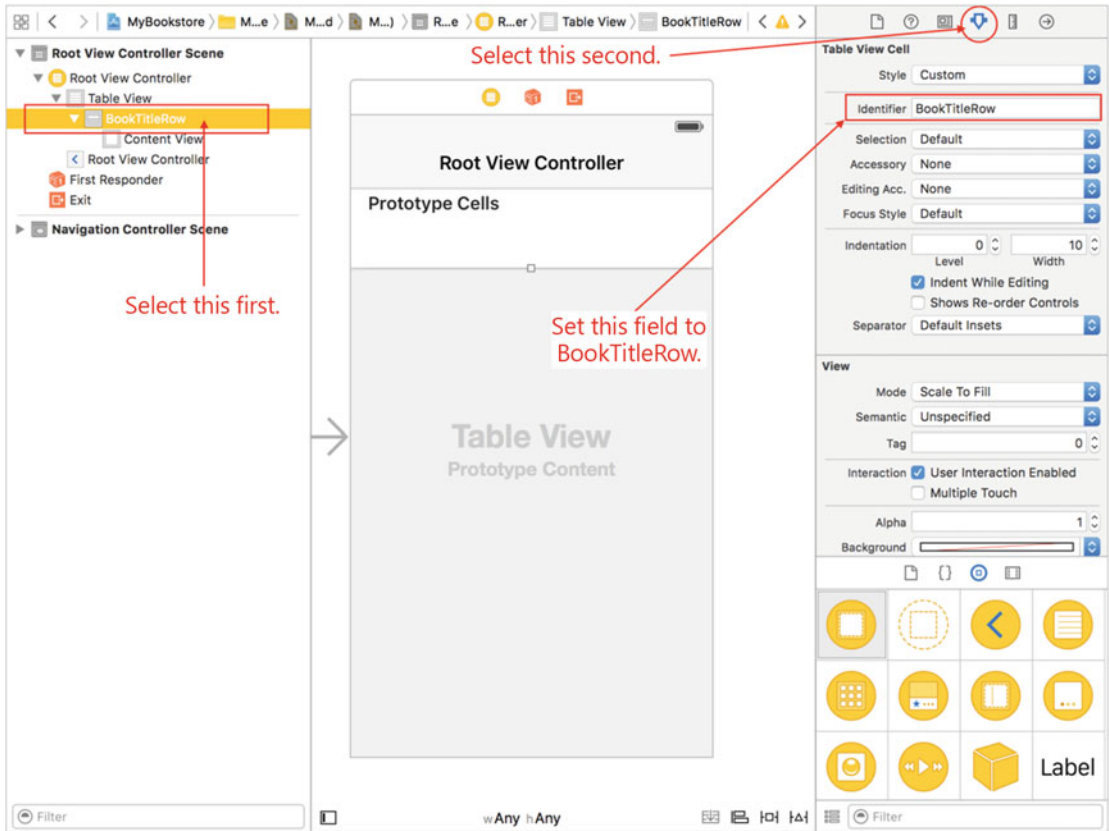 MyBookstore M...e M...d M...) R...e R...er Table View BookTitleRow
Select this second.
Root View Controller Scene
Root View Controller
Table View
BookTitleRow
Content View
Root View Controller
First Responder
Exit
Navigation Controller Scene
Select this first.
Root View Controller
Prototype Cells
Set this field to
BookTitleRow.
Table View
Prototype Content
Table View Cell
Style Custom
Identifier BookTitleRow
Selection Default
Accessory None
Editing Acc. None
Focus Style Default
Indentation 0 10
Level Width
Indent While Editing
Shows Re-order Controls
Separator Default Insets
View
Mode Scale To Fill
Semantic Unspecified
Tag 0
Interaction User Interaction Enabled
Multiple Touch
Alpha 1
Background
{}
Label
Filter
wAny hAny
Filter